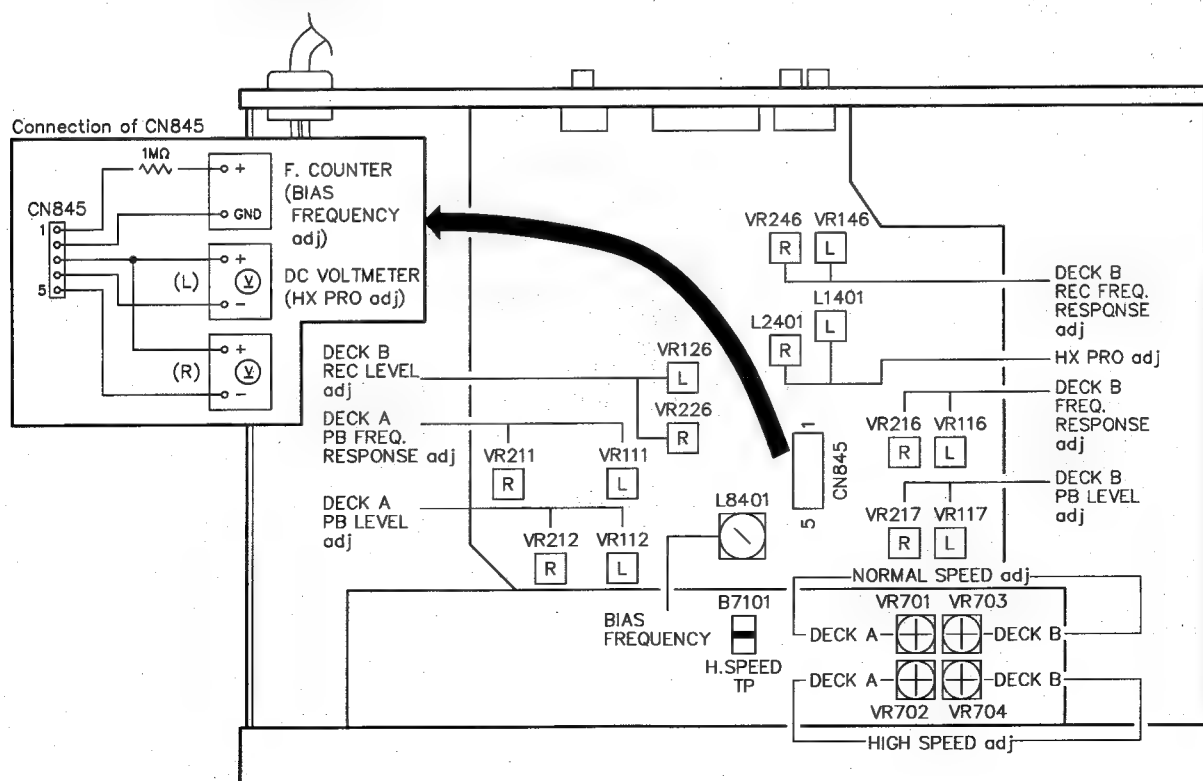 Connection of CN845
1MΩ
+
GND
F. COUNTER
(BIAS
FREQUENCY
adj)
CN845
1
5
(L)
+
V
-
DC VOLTMETER
(HX PRO adj)
(R)
+
V
-
VR246 VR146
R L
DECK B
REC FREQ.
RESPONSE
adj
L1401
L
L2401
R
HX PRO adj
DECK B
REC LEVEL
adj
VR126
L
VR226
R
DECK A
PB FREQ.
RESPONSE adj
VR211 VR111
R L
DECK B
FREQ.
RESPONSE
adj
VR216 VR116
R L
1
CN845
5
DECK A
PB LEVEL
adj
VR212 VR112
R L
L8401
DECK B
PB LEVEL
adj
VR217 VR117
R L
BIAS
FREQUENCY
B7101
H.SPEED
TP
NORMAL SPEED adj
VR701 VR703
DECK A DECK B
DECK A DECK B
VR702 VR704
HIGH SPEED adj